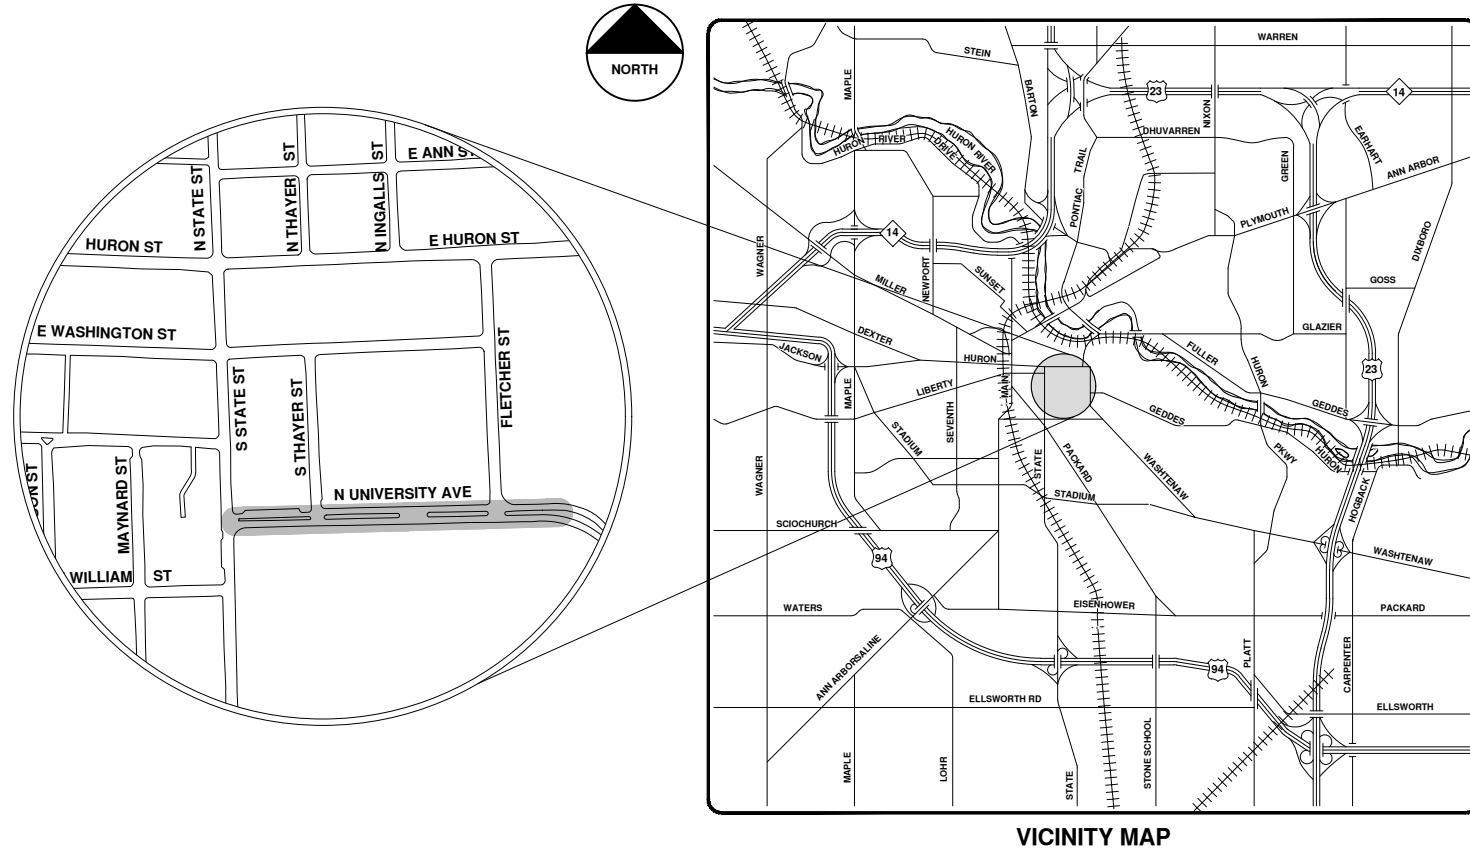 NORTH
E ANN ST
N STATE ST
N THAYER ST
N INGALLS ST
HURON ST
E HURON ST
E WASHINGTON ST
S STATE ST
S THAYER ST
FLETCHER ST
N UNIVERSITY AVE
MAYNARD ST
WILLIAM ST
STEIN
WARREN
MAPLE
BARTON
23
14
NIXON
DHUVARREN
EARHART
HURON RIVER DRIVE
HURON RIVER
PONTIAC TRAIL
GREEN
ANN ARBOR
PLYMOUTH
DIXBORO
WAGNER
14
NEWPORT
SUNSET
MILLER
GOSS
DEXTER
GLAZIER
JACKSON
HURON
FULLER
HURON
23
MAPLE
LIBERTY
MAIN
GEDDES
GEDDES
SEVENTH
STADIUM
WAGNER
STATE
PACKARD
WASHTENAW
PKWY
HURON
STADIUM
HOGBACK
SCIOCHURCH
94
WASHTENAW
WATERS
EISENHOWER
PACKARD
ANN ARBORSALINE
94
PLATT
CARPENTER
ELLSWORTH RD
ELLSWORTH
MAPLE
LOHR
STATE
STONE SCHOOL
VICINITY MAP